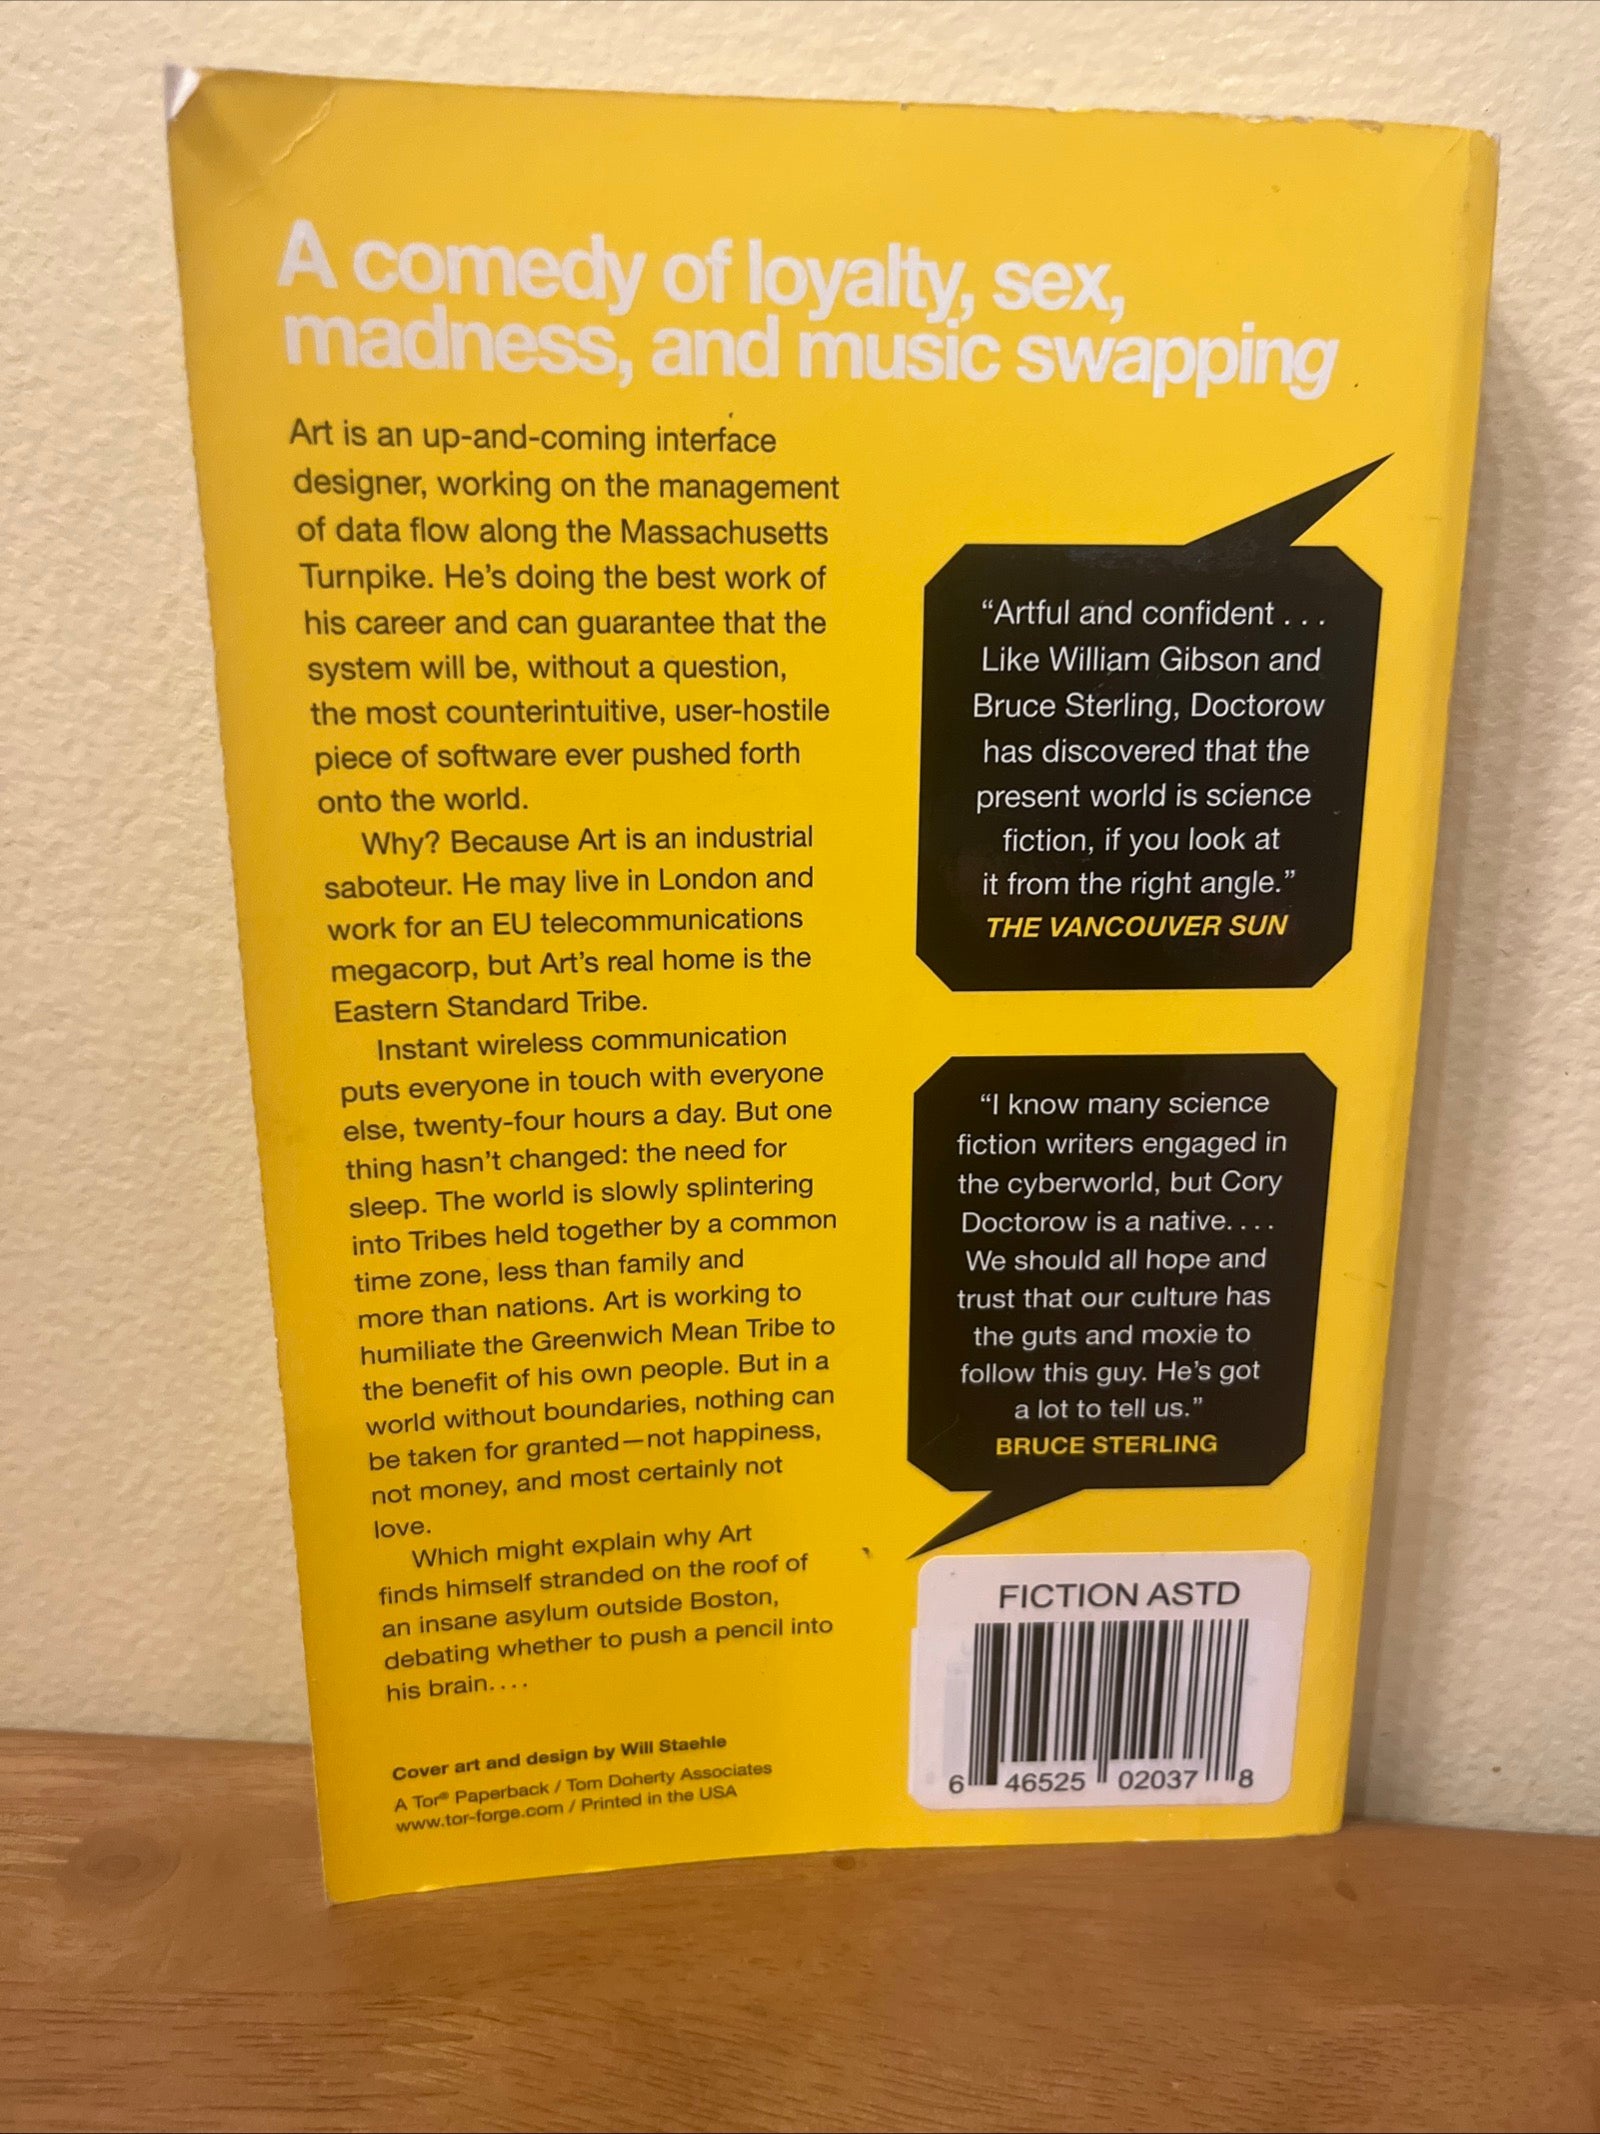 A comedy of loyalty, sex,
madness, and music swapping
Art is an up-and-coming interface
designer, working on the management
of data flow along the Massachusetts
Turnpike. He's doing the best work of
his career and can guarantee that the
system will be, without a question,
the most counterintuitive, user-hostile
piece of software ever pushed forth
onto the world.
Why? Because Art is an industrial
saboteur. He may live in London and
work for an EU telecommunications
megacorp, but Art's real home is the
Eastern Standard Tribe.
Instant wireless communication
puts everyone in touch with everyone
else, twenty-four hours a day. But one
thing hasn't changed: the need for
sleep. The world is slowly splintering
into Tribes held together by a common
time zone, less than family and
more than nations. Art is working to
humiliate the Greenwich Mean Tribe to
the benefit of his own people. But in a
world without boundaries, nothing can
be taken for granted—not happiness,
not money, and most certainly not
love.
Which might explain why Art
finds himself stranded on the roof of
an insane asylum outside Boston,
debating whether to push a pencil into
his brain. . . .
Cover art and design by Will Staehle
A Tor® Paperback / Tom Doherty Associates
www.tor-forge.com / Printed in the USA
“Artful and confident . . .
Like William Gibson and
Bruce Sterling, Doctorow
has discovered that the
present world is science
fiction, if you look at
it from the right angle.”
THE VANCOUVER SUN
“I know many science
fiction writers engaged in
the cyberworld, but Cory
Doctorow is a native. . . .
We should all hope and
trust that our culture has
the guts and moxie to
follow this guy. He's got
a lot to tell us.”
BRUCE STERLING
FICTION ASTD
6 46525 02037 8